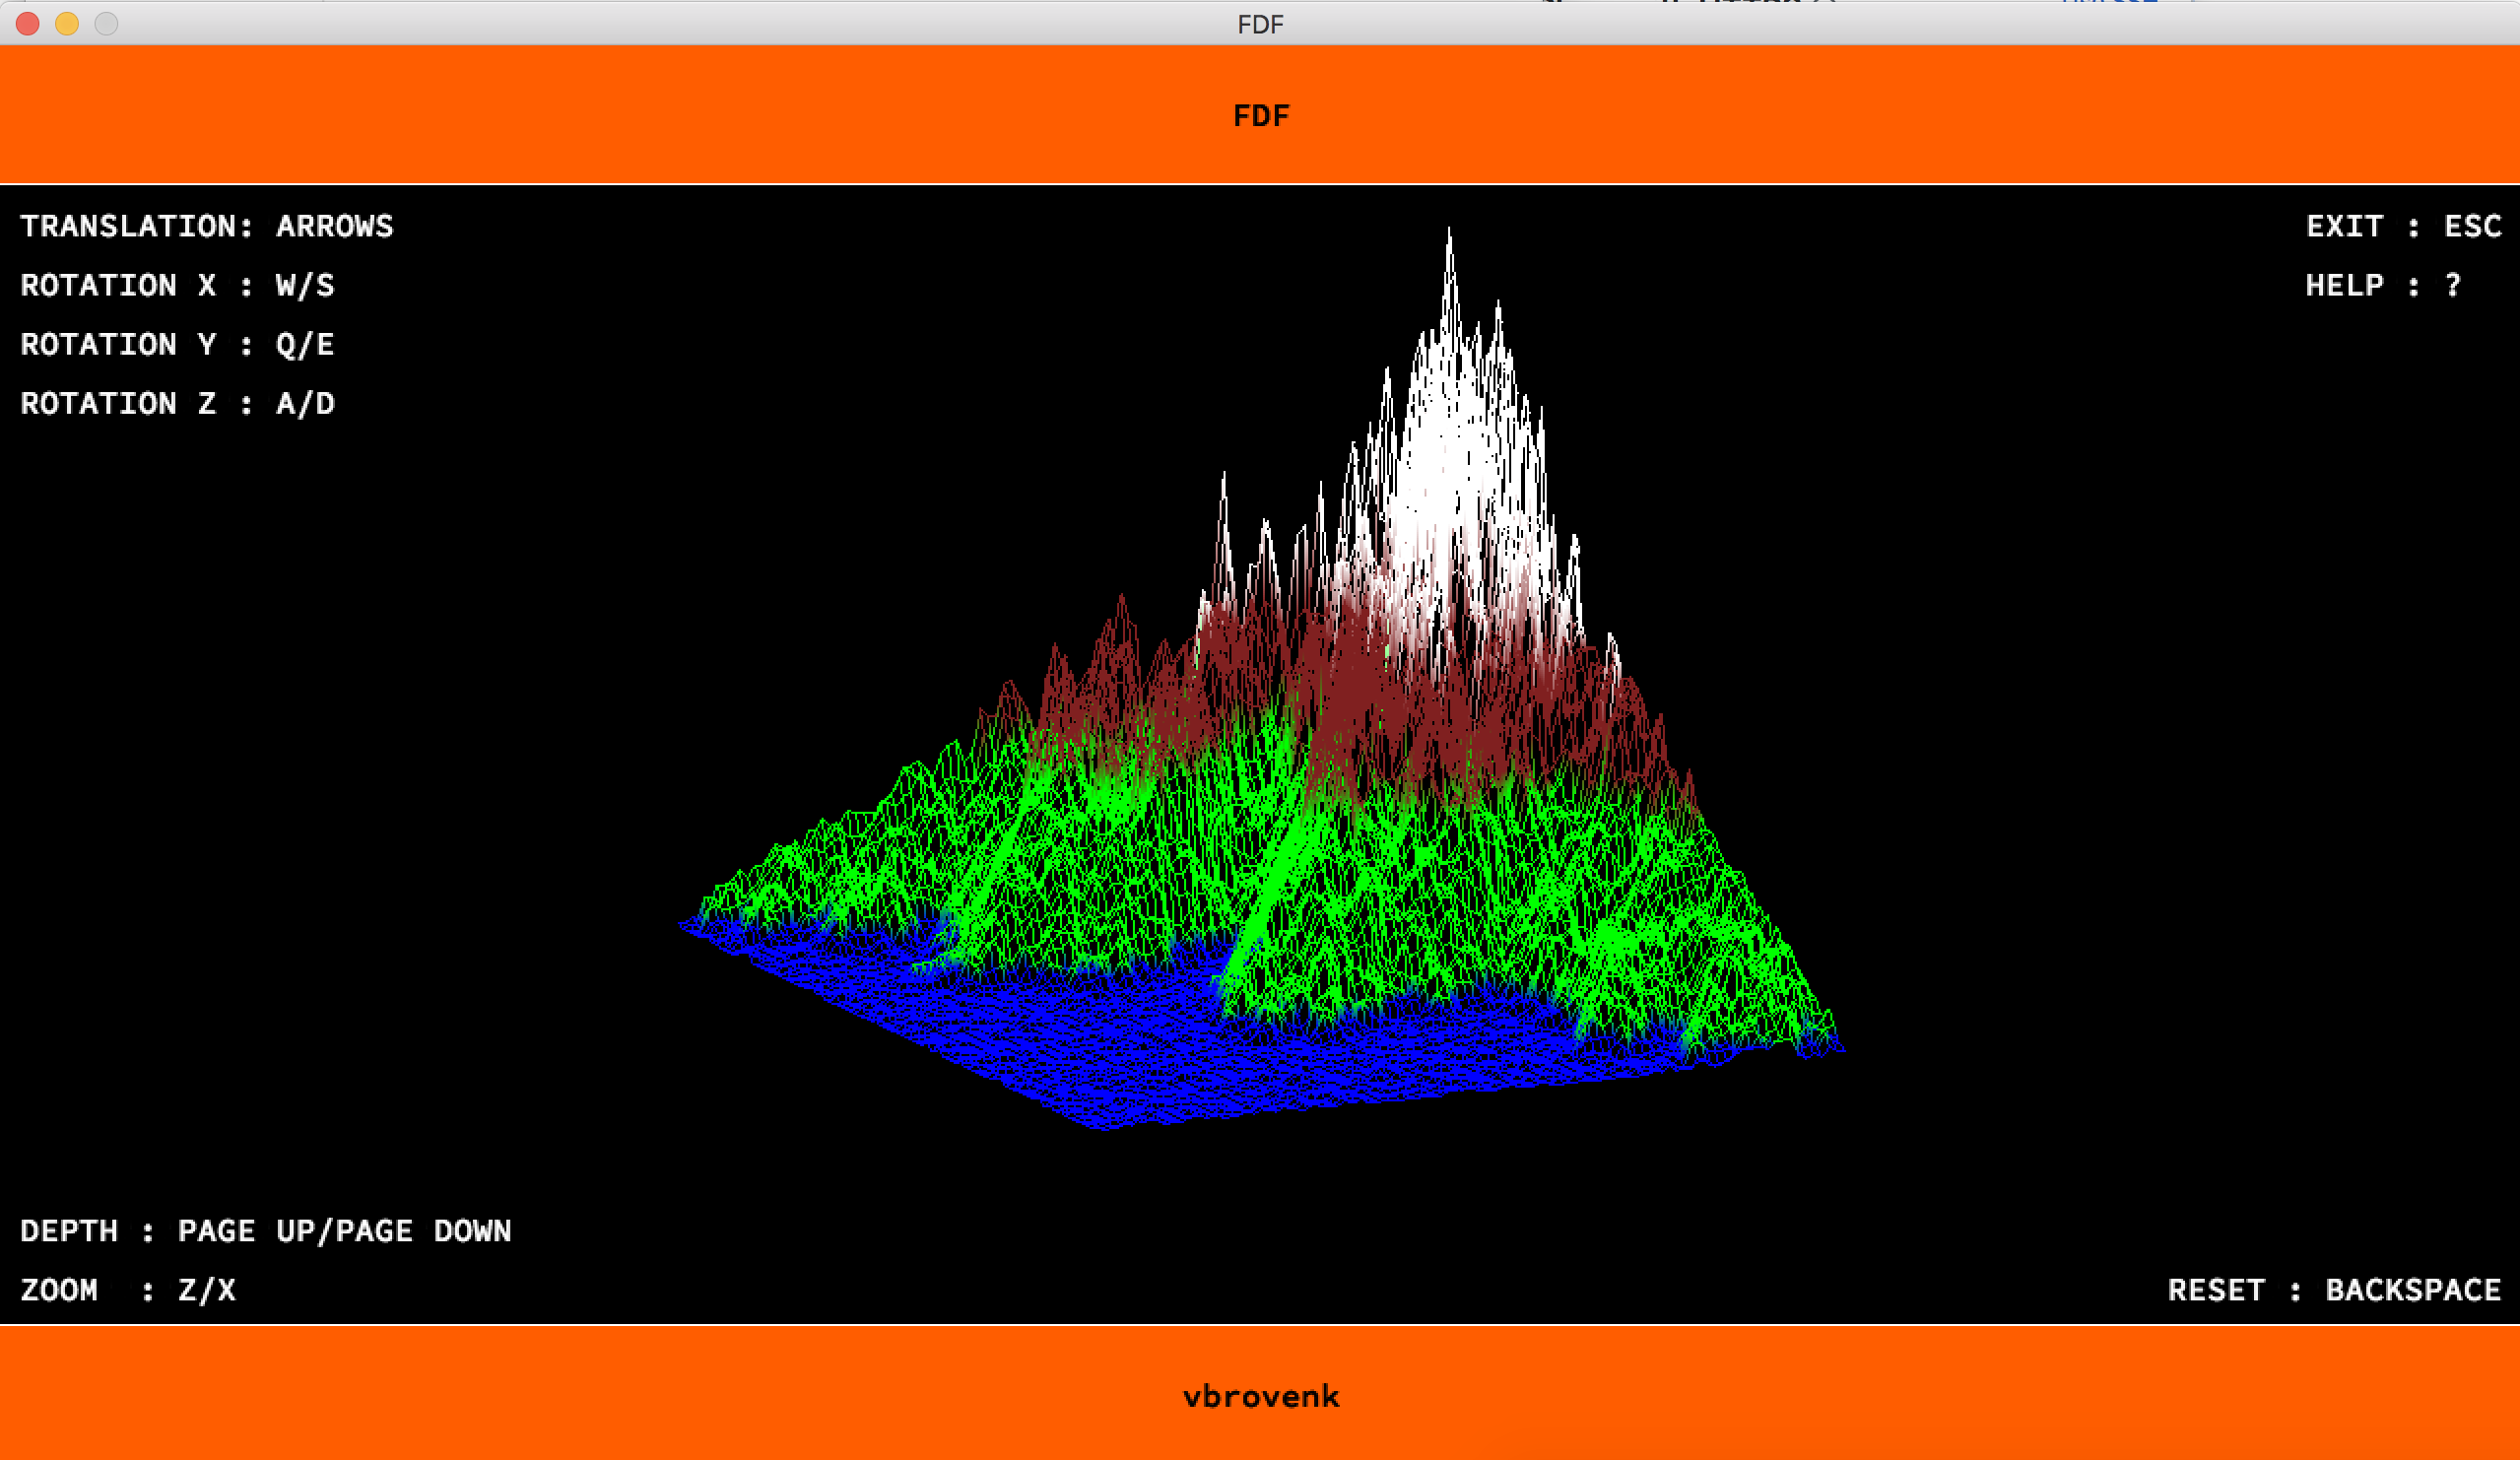 FDF
FDF
TRANSLATION: ARROWS
ROTATION X : W/S
ROTATION Y : Q/E
ROTATION Z : A/D
EXIT : ESC
HELP : ?
DEPTH : PAGE UP/PAGE DOWN
ZOOM : Z/X
RESET : BACKSPACE
vbrovenk